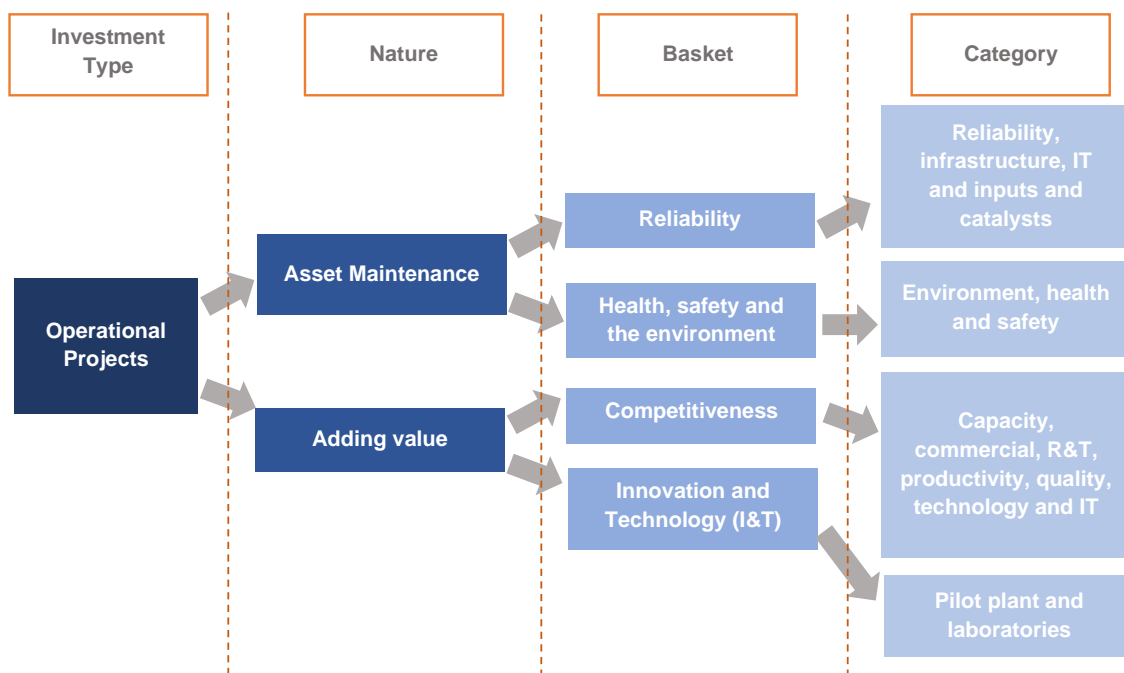 Investment
Type
Nature
Basket
Category
Operational
Projects
Asset Maintenance
Adding value
Reliability
Health, safety and
the environment
Competitiveness
Innovation and
Technology (I&T)
Reliability,
infrastructure, IT
and inputs and
catalysts
Environment, health
and safety
Capacity,
commercial, R&T,
productivity, quality,
technology and IT
Pilot plant and
laboratories